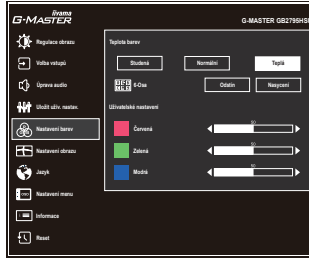 iiyama
G-MASTER
G-MASTER GB2795HS
Regulace obrazu
Volba vstupů
Úprava audio
Uložit uživ. nastav.
Nastavení barev
Nastavení obrazu
Jazyk
Nastavení menu
Informace
Reset
Teplota barev
Studená
Normální
Teplá
6-Osa
Odstín
Nasycení
Uživatelské nastavení
Červená
50
Zelená
50
Modrá
50